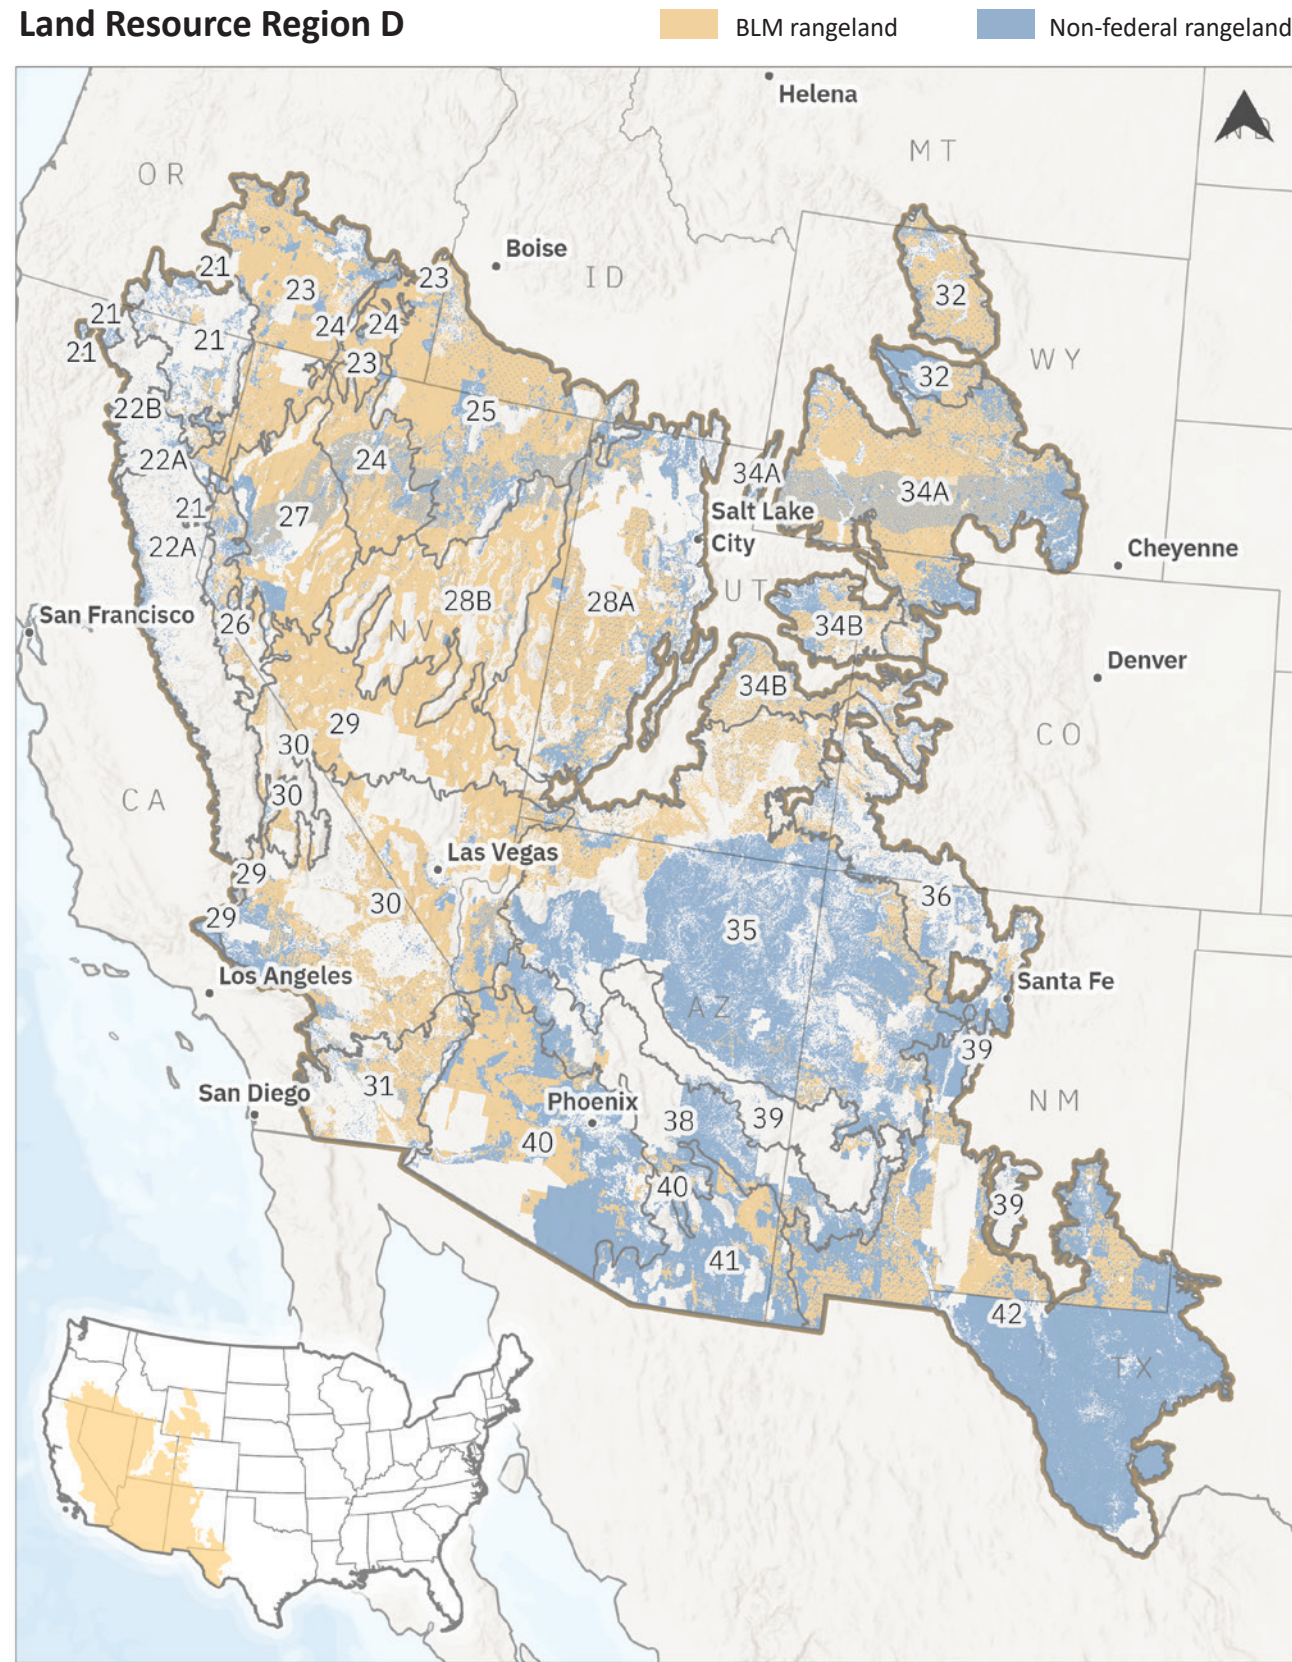 Land Resource Region D
BLM rangeland
Non-federal rangeland
Helena
ND
MT
OR
Boise
ID
21
23
23
32
21
24
24
21
21
23
WY
32
22B
25
22A
24
34A
34A
21
27
Salt Lake
City
22A
Cheyenne
UT
28B
28A
San Francisco
26
NV
34B
Denver
34B
29
CO
30
30
CA
Las Vegas
29
30
36
29
35
Los Angeles
Santa Fe
AZ
39
31
San Diego
Phoenix
NM
38
39
40
40
39
41
42
TX